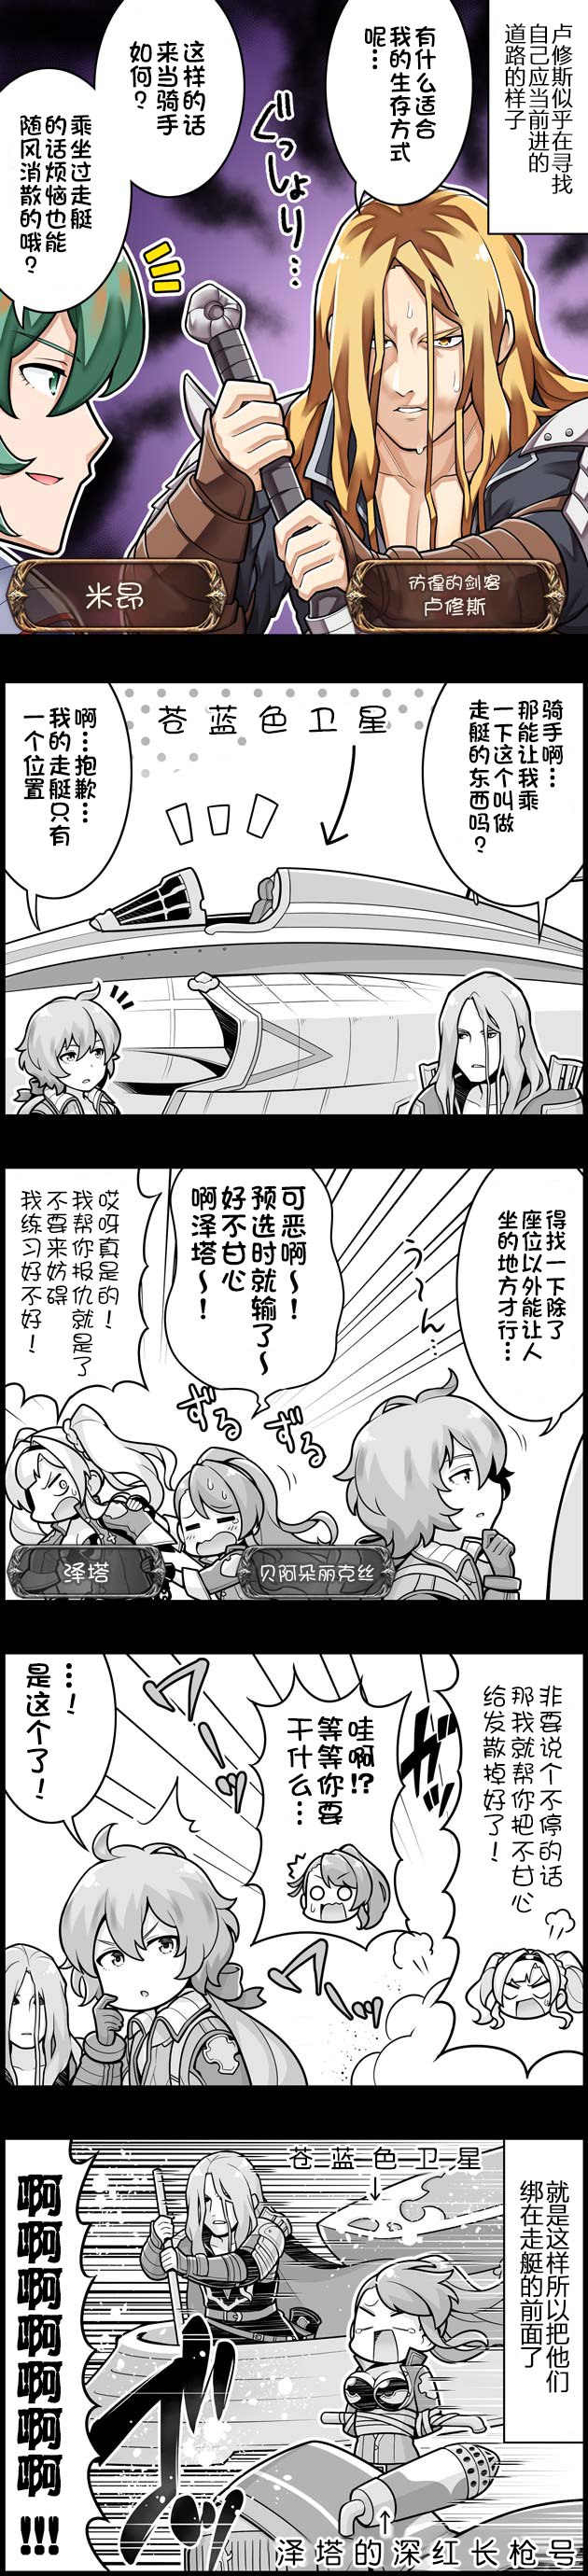 卢修斯似乎在寻找
自己应当前进的
道路的样子
有什么适合
我的生存方式
呢…
ぐっしょり…
这样的话
来当骑手
如何？
乘坐过走艇
的话烦恼也能
随风消散的哦？
米昂
彷徨的剑客
卢修斯
骑手啊…
那能让我乘
一下这个叫做
走艇的东西吗？
苍蓝色卫星
啊…抱歉…
我的走艇只有
一个位置
得找一下除了
座位以外能让人
坐的地方才行…
う～ん…
可恶啊～！
预选时就输了～
好不甘心
啊泽塔～！
哎呀真是的！
我帮你报仇就是了
不要来妨碍
我练习好不好！
ずるずる
ずるずる
泽塔
贝阿朵丽克丝
非要说个不停的话
那我就帮你把不甘心
给发散掉好了！
ガッ
哇啊!?
等等你要
干什么…
グッ
グッ
…！
是这个了！
就是这样所以把他们
绑在走艇的前面了
苍蓝色卫星
↓
啊啊啊啊啊啊啊!!!
↑
泽塔的深红长枪号